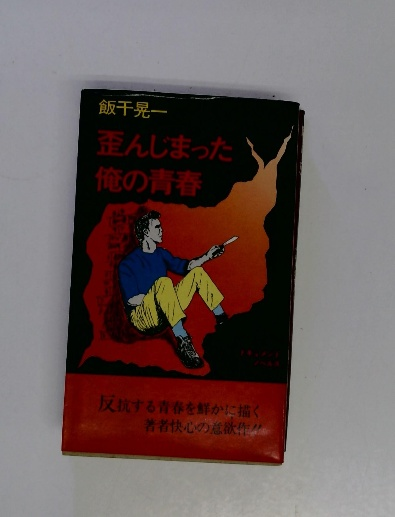 飯干晃一
歪んじまった
俺の青春
反抗する青春を鮮かに描く
著者快心の意欲作!!